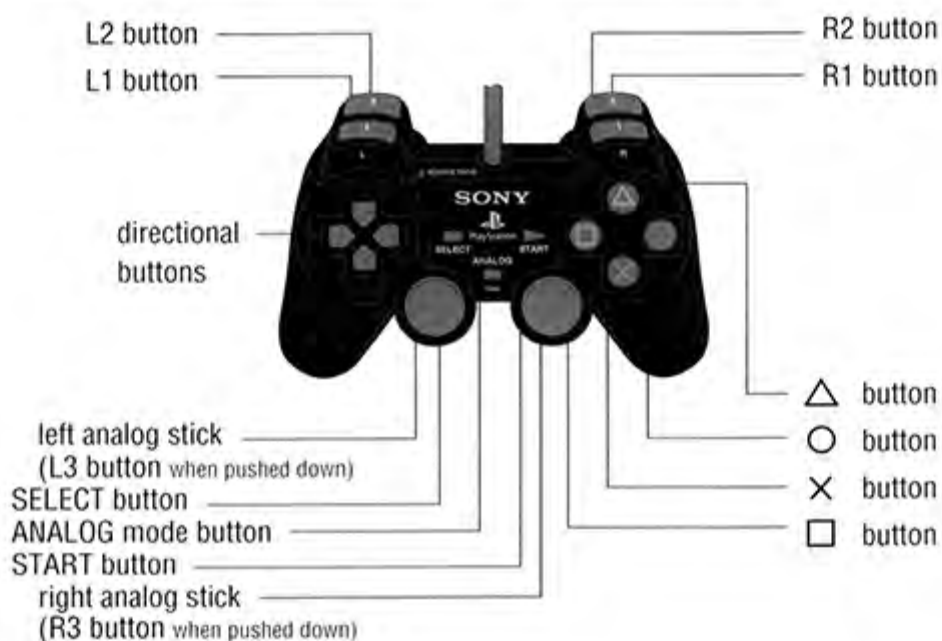 L2 button
R2 button
L1 button
R1 button
L
R
SONY
PlayStation
SELECT
START
ANALOG
directional
buttons
△ button
○ button
× button
□ button
left analog stick
(L3 button when pushed down)
SELECT button
ANALOG mode button
START button
right analog stick
(R3 button when pushed down)